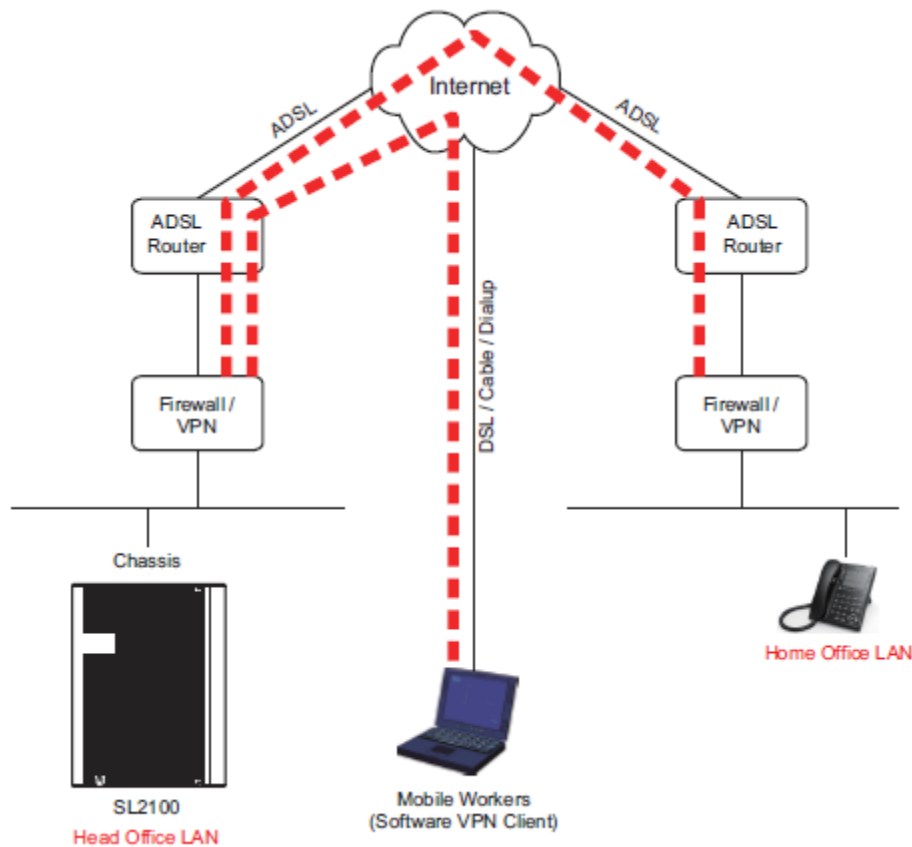 Internet
ADSL
ADSL
ADSL
Router
ADSL
Router
DSL / Cable / Dialup
Firewall /
VPN
Firewall /
VPN
Chassis
Home Office LAN
SL2100
Head Office LAN
Mobile Workers
(Software VPN Client)